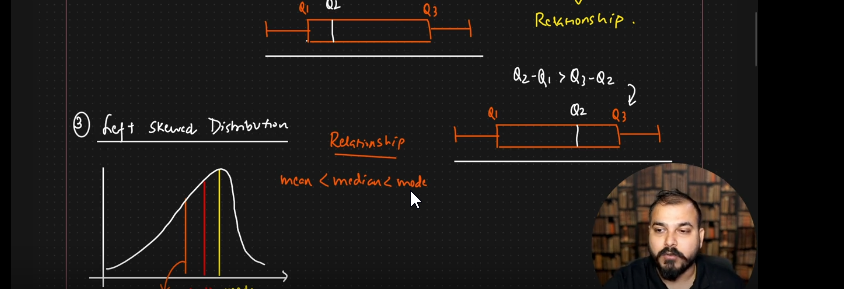 Q1 Q2 Q3
Relationship.
Q2-Q1 > Q3-Q2
Q1 Q2 Q3
③ Left Skewed Distribution
Relationship
mean < median < mode